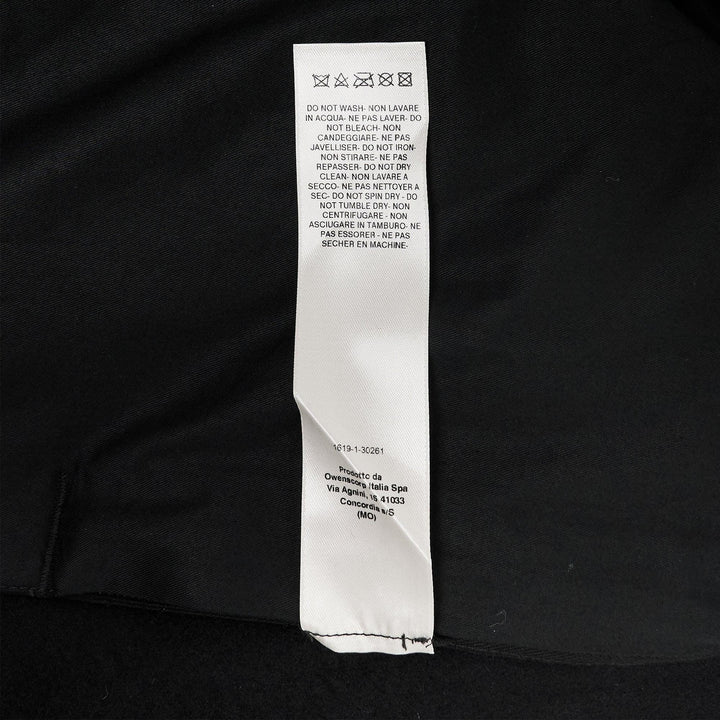 DO NOT WASH- NON LAVARE
IN ACQUA- NE PAS LAVER- DO
NOT BLEACH- NON
CANDEGGIARE- NE PAS
JAVELLISER- DO NOT IRON-
NON STIRARE- NE PAS
REPASSER- DO NOT DRY
CLEAN- NON LAVARE A
SECCO- NE PAS NETTOYER A
SEC- DO NOT SPIN DRY - DO
NOT TUMBLE DRY- NON
CENTRIFUGARE - NON
ASCIUGARE IN TAMBURO- NE
PAS ESSORER - NE PAS
SECHER EN MACHINE-
1619-1-30261
Prodotto da
Owenscorp Italia Spa
Via Agnini, 41033
Concordia s/S
(MO)